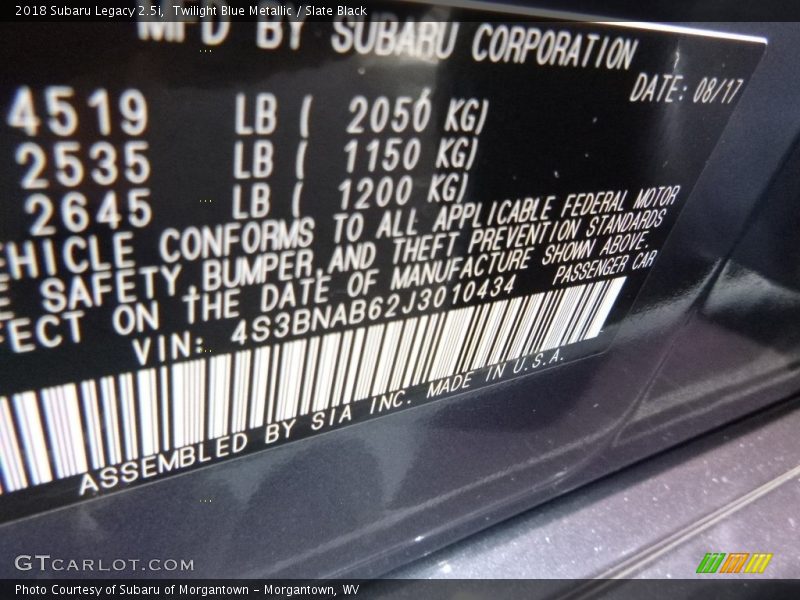 2018 Subaru Legacy 2.5i, Twilight Blue Metallic / Slate Black
MFD BY SUBARU CORPORATION
DATE: 08/17
4519 LB ( 2050 KG)
2535 LB ( 1150 KG)
2645 LB ( 1200 KG)
EHICLE CONFORMS TO ALL APPLICABLE FEDERAL MOTOR
E SAFETY,BUMPER,AND THEFT PREVENTION STANDARDS
FECT ON THE DATE OF MANUFACTURE SHOWN ABOVE.
VIN: 4S3BNAB62J3010434 PASSENGER CAR
ASSEMBLED BY SIA INC. MADE IN U.S.A.
GTCARLOT.COM
Photo Courtesy of Subaru of Morgantown - Morgantown, WV